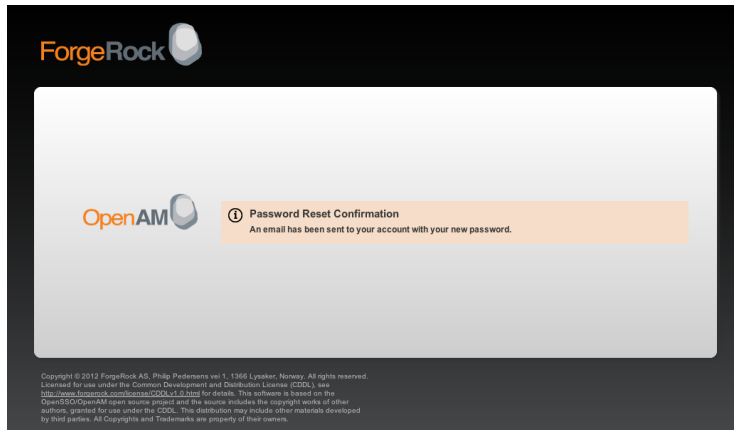 ForgeRock
OpenAM
Password Reset Confirmation
An email has been sent to your account with your new password.
Copyright © 2012 ForgeRock AS, Philip Pedersens vei 1, 1366 Lysaker, Norway. All rights reserved.
Licensed for use under the Common Development and Distribution License (CDDL), see
http://www.forgerock.com/license/CDDLv1.0.html for details. This software is based on the
OpenSSO/OpenAM open source project and the source includes the copyright works of other
authors, granted for use under the CDDL. This distribution may include other materials developed
by third parties. All Copyrights and Trademarks are property of their owners.